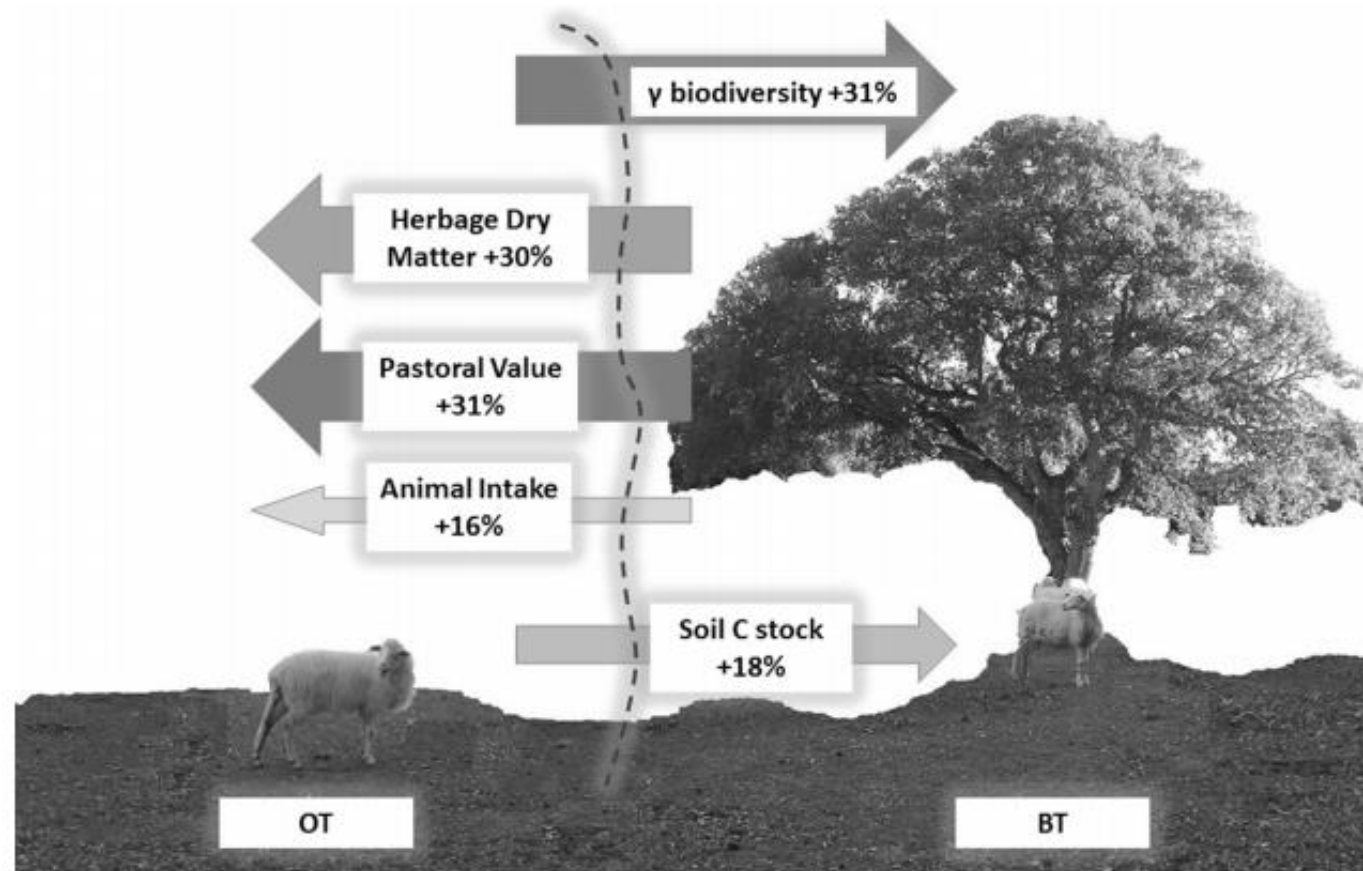 γ biodiversity +31%
Herbage Dry
Matter +30%
Pastoral Value
+31%
Animal Intake
+16%
Soil C stock
+18%
OT
BT